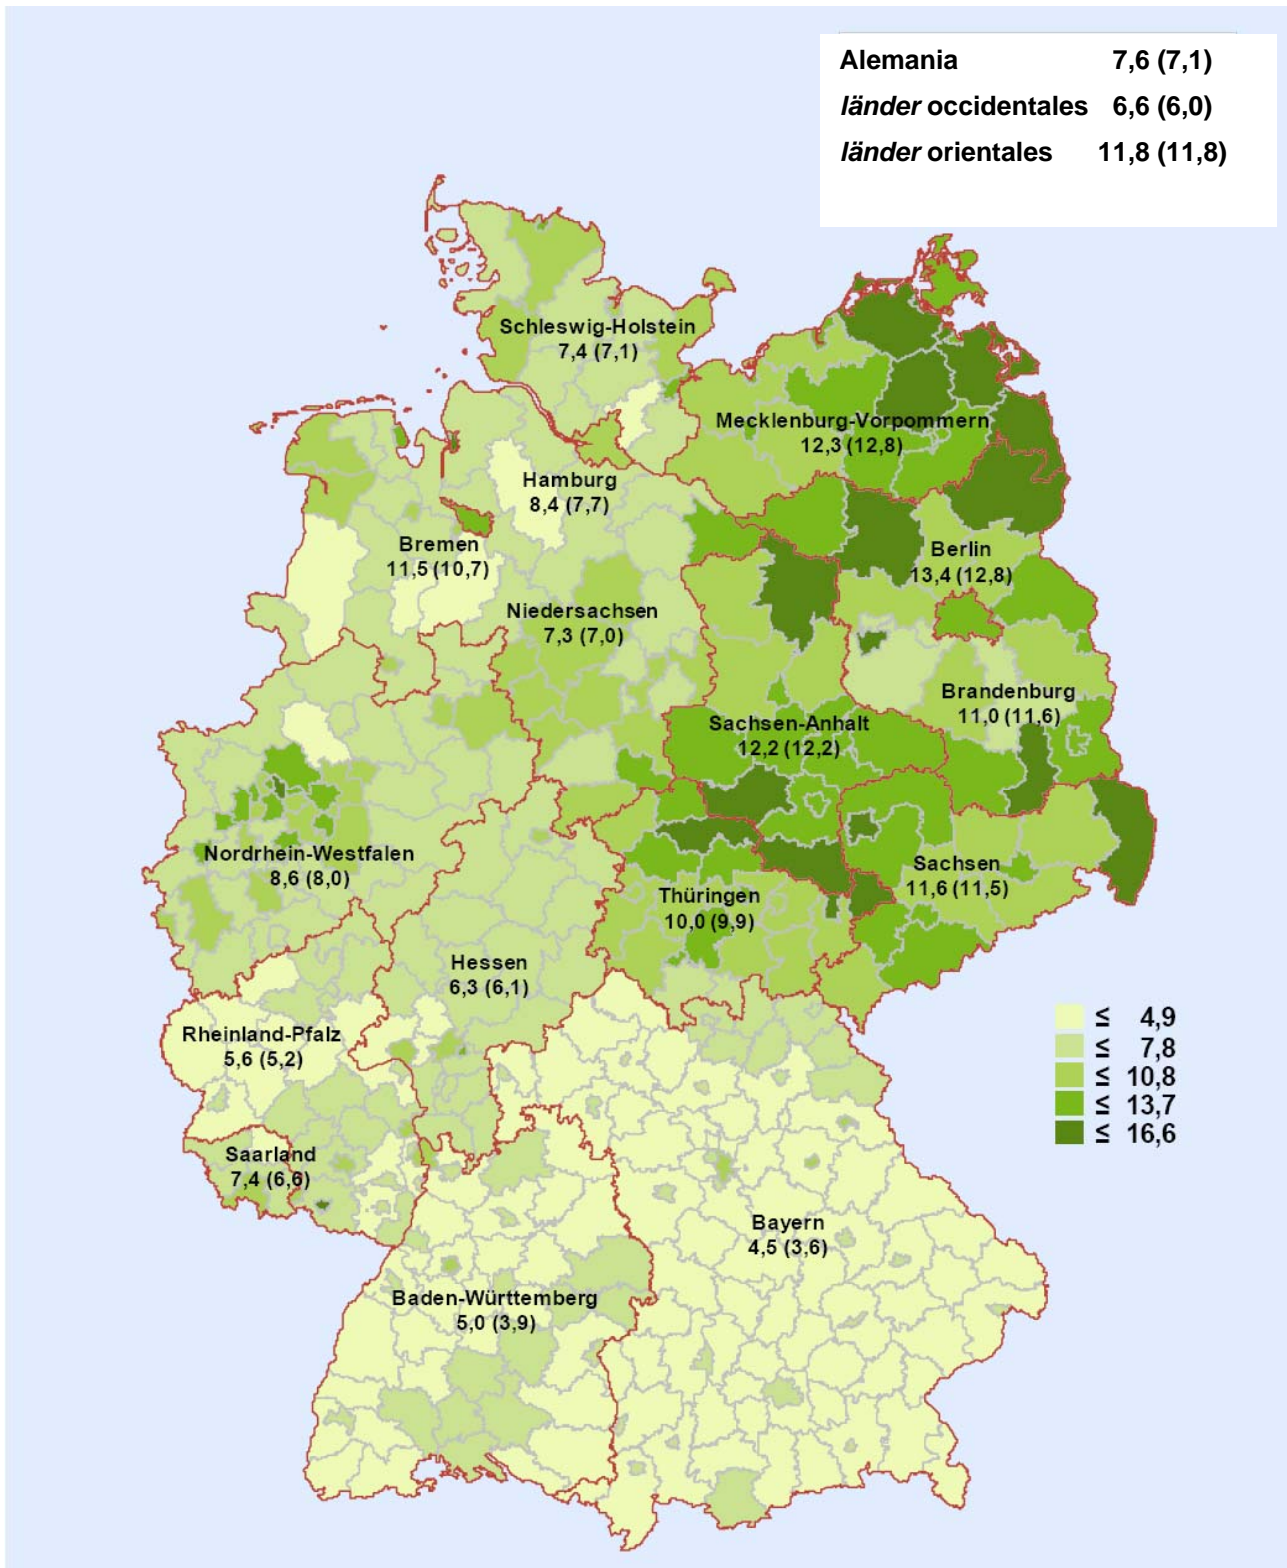 Alemania 7,6 (7,1)
länder occidentales 6,6 (6,0)
länder orientales 11,8 (11,8)
Schleswig-Holstein
7,4 (7,1)
Mecklenburg-Vorpommern
12,3 (12,8)
Hamburg
8,4 (7,7)
Bremen
11,5 (10,7)
Berlin
13,4 (12,8)
Niedersachsen
7,3 (7,0)
Brandenburg
11,0 (11,6)
Sachsen-Anhalt
12,2 (12,2)
Nordrhein-Westfalen
8,6 (8,0)
Sachsen
11,6 (11,5)
Thüringen
10,0 (9,9)
Hessen
6,3 (6,1)
Rheinland-Pfalz
5,6 (5,2)
≤ 4,9
≤ 7,8
≤ 10,8
≤ 13,7
≤ 16,6
Saarland
7,4 (6,6)
Bayern
4,5 (3,6)
Baden-Württemberg
5,0 (3,9)